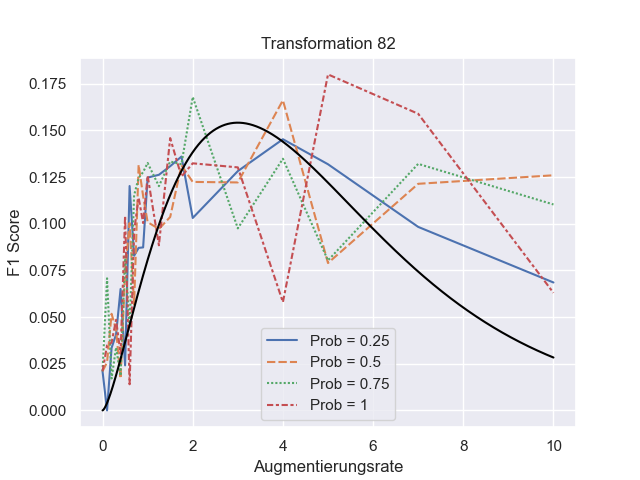 Transformation 82
F1 Score
0.175
0.150
0.125
0.100
0.075
0.050
0.025
0.000
Prob = 0.25
Prob = 0.5
Prob = 0.75
Prob = 1
0 2 4 6 8 10
Augmentierungsrate